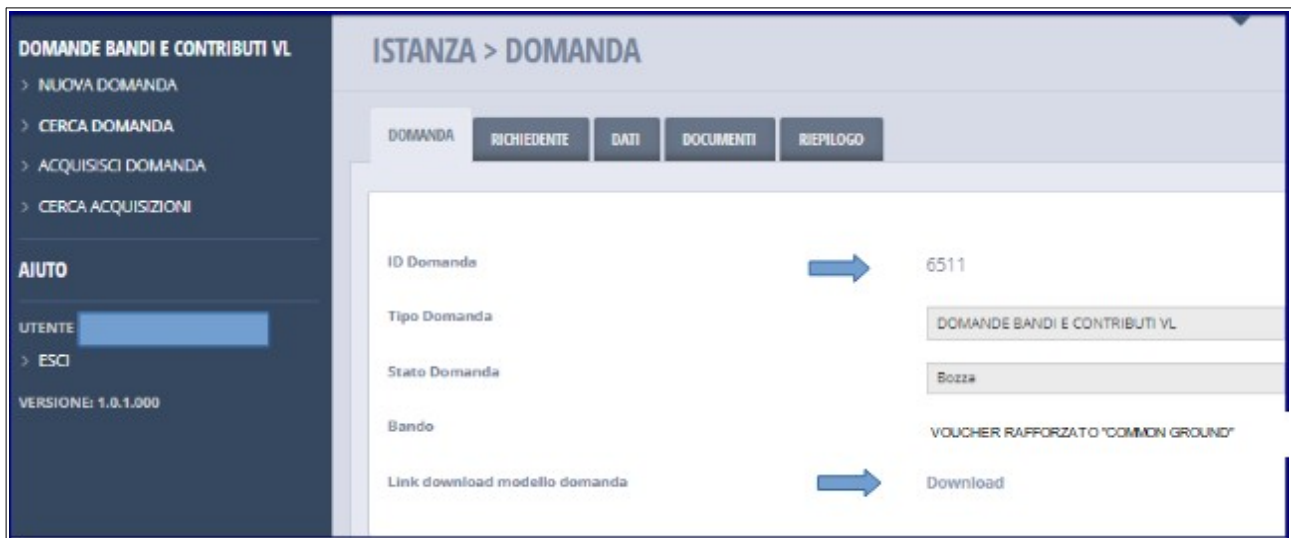 DOMANDE BANDI E CONTRIBUTI VL
> NUOVA DOMANDA
> CERCA DOMANDA
> ACQUISISCI DOMANDA
> CERCA ACQUISIZIONI
AIUTO
UTENTE
> ESCI
VERSIONE: 1.0.1.000
ISTANZA > DOMANDA
DOMANDA RICHIEDENTE DATI DOCUMENTI RIEPILOGO
ID Domanda 6511
Tipo Domanda DOMANDE BANDI E CONTRIBUTI VL
Stato Domanda Bozza
Bando VOUCHER RAFFORZATO "COMMON GROUND"
Link download modello domanda Download